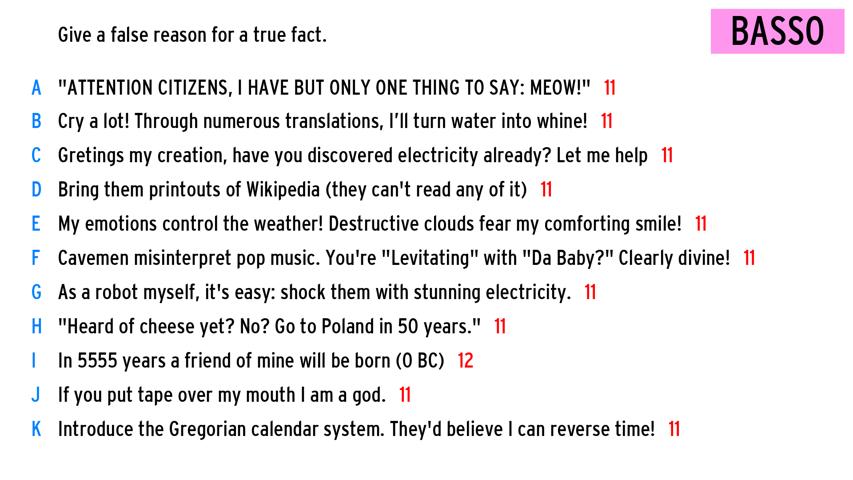 Give a false reason for a true fact.
BASSO
A "ATTENTION CITIZENS, I HAVE BUT ONLY ONE THING TO SAY: MEOW!" 11
B Cry a lot! Through numerous translations, I'll turn water into whine! 11
C Gretings my creation, have you discovered electricity already? Let me help 11
D Bring them printouts of Wikipedia (they can't read any of it) 11
E My emotions control the weather! Destructive clouds fear my comforting smile! 11
F Cavemen misinterpret pop music. You're "Levitating" with "Da Baby?" Clearly divine! 11
G As a robot myself, it's easy: shock them with stunning electricity. 11
H "Heard of cheese yet? No? Go to Poland in 50 years." 11
I In 5555 years a friend of mine will be born (0 BC) 12
J If you put tape over my mouth I am a god. 11
K Introduce the Gregorian calendar system. They'd believe I can reverse time! 11